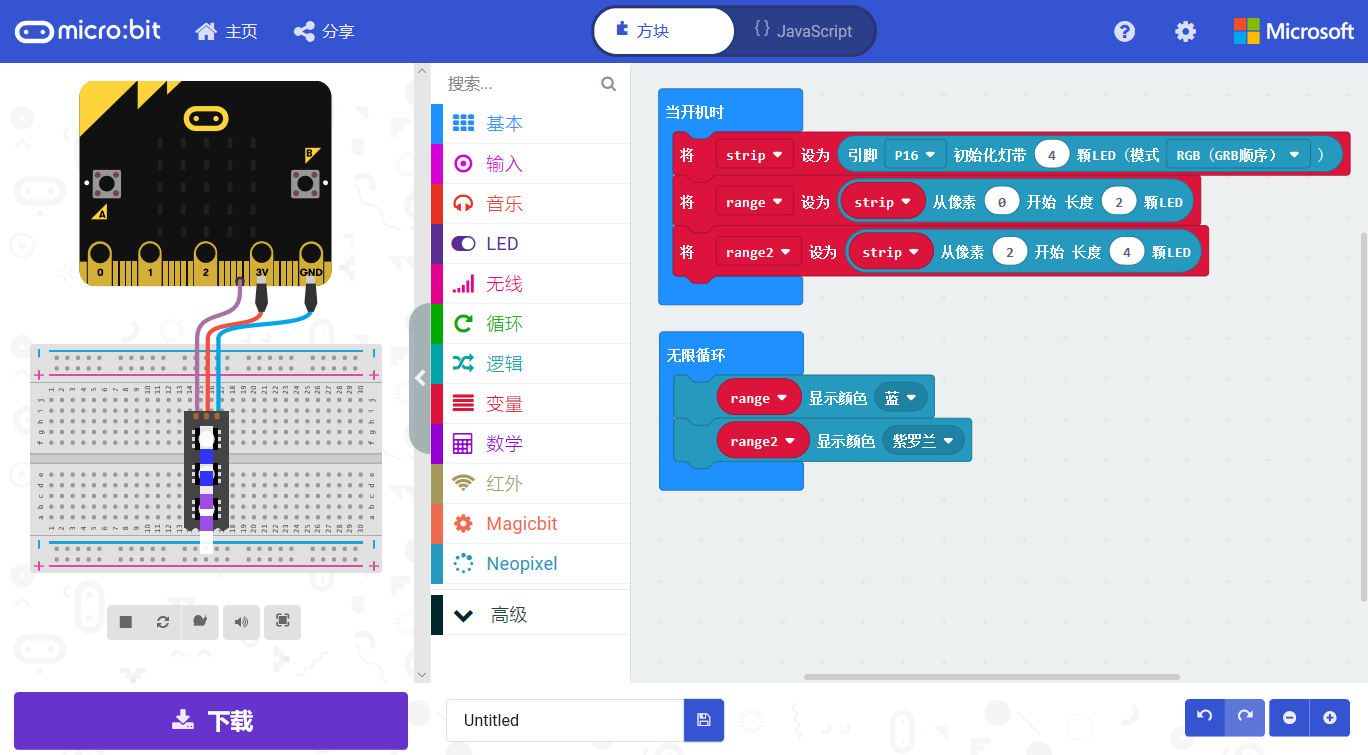 micro:bit 主页 分享 方块 {} JavaScript ? Microsoft
搜索...
基本
输入
音乐
LED
无线
循环
逻辑
变量
数学
红外
Magicbit
Neopixel
高级
B
A
0 1 2 3V GND
当开机时
将 strip 设为 引脚 P16 初始化灯带 4 颗LED（模式 RGB（GRB顺序） ）
将 range 设为 strip 从像素 0 开始 长度 2 颗LED
将 range2 设为 strip 从像素 2 开始 长度 4 颗LED
无限循环
range 显示颜色 蓝
range2 显示颜色 紫罗兰
下载
Untitled